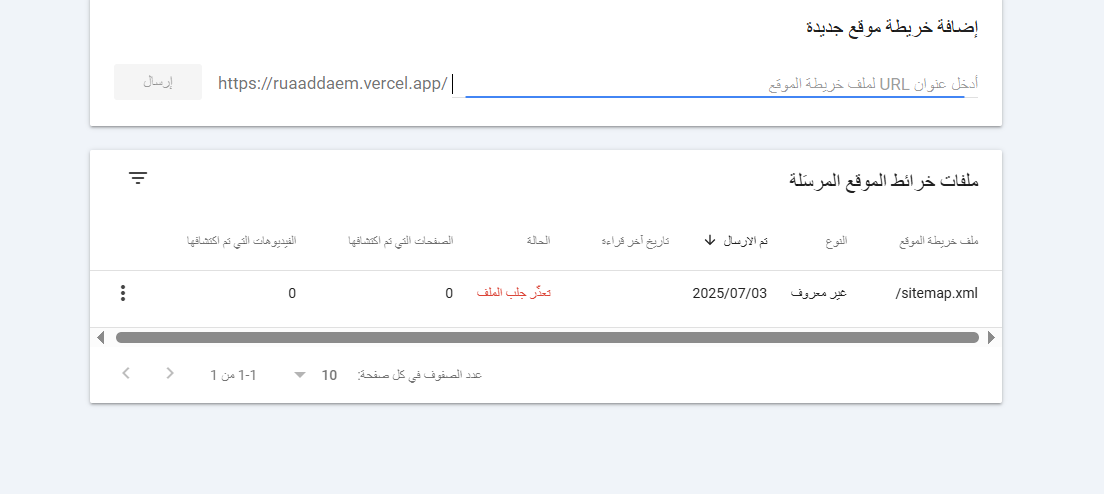 إضافة خريطة موقع جديدة
أدخل عنوان URL لملف خريطة الموقع
https://ruaaddaem.vercel.app/
إرسال
ملفات خرائط الموقع المرسَلة
ملف خريطة الموقع النوع تم الارسال تاريخ آخر قراءة الحالة الصفحات التي تم اكتشافها الفيديوهات التي تم اكتشافها
/sitemap.xml غير معروف 2025/07/03 تعذّر جلب الملف 0 0
عدد الصفوف في كل صفحة: 10 1-1 من 1